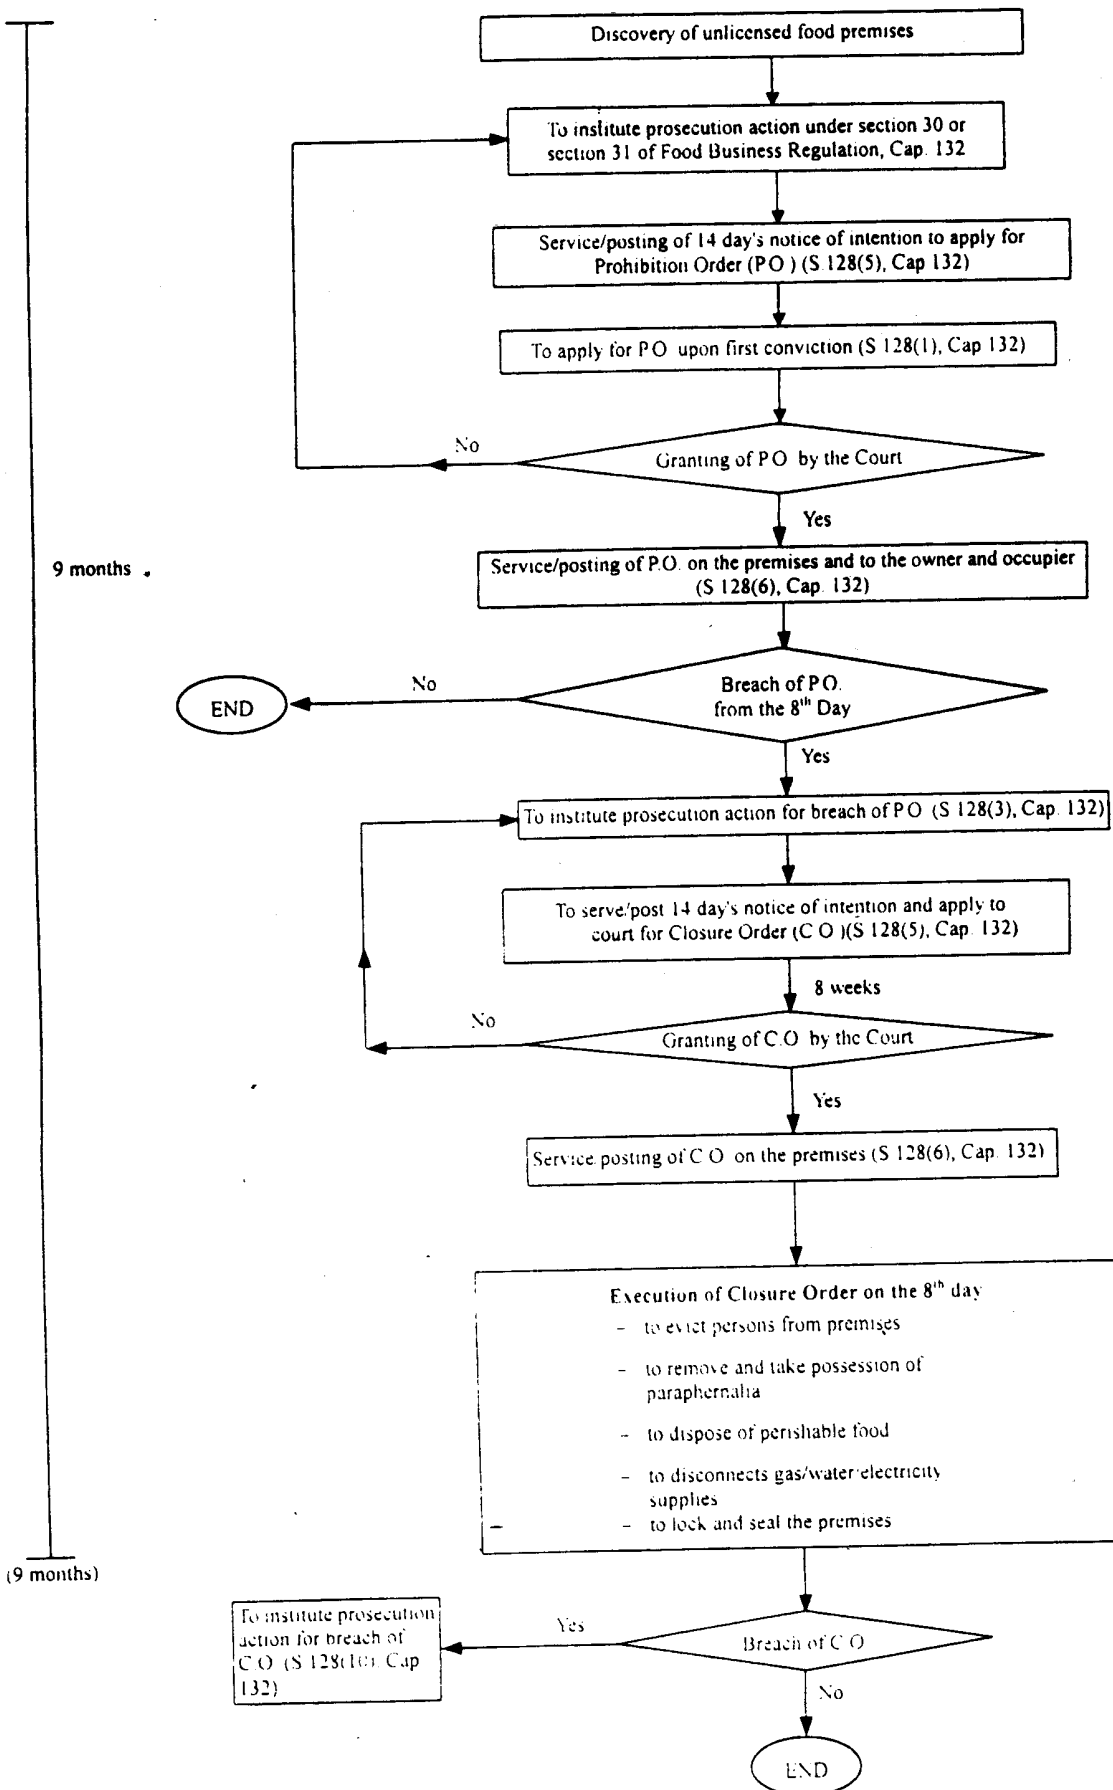 Discovery of unlicensed food premises
To institute prosecution action under section 30 or
section 31 of Food Business Regulation, Cap. 132
Service/posting of 14 day's notice of intention to apply for
Prohibition Order (P O ) (S 128(5), Cap 132)
To apply for P O upon first conviction (S 128(1), Cap 132)
No
Granting of P O by the Court
Yes
9 months
Service/posting of P.O. on the premises and to the owner and occupier
(S 128(6), Cap. 132)
No
END
Breach of P.O.
from the 8th Day
Yes
To institute prosecution action for breach of P O (S 128(3), Cap. 132)
To serve/post 14 day's notice of intention and apply to
court for Closure Order (C O )(S 128(5), Cap. 132)
8 weeks
No
Granting of C.O by the Court
Yes
Service/posting of C O on the premises (S 128(6), Cap. 132)
Execution of Closure Order on the 8th day
- to evict persons from premises
- to remove and take possession of
paraphernalia
- to dispose of perishable food
- to disconnects gas/water/electricity
supplies
- to lock and seal the premises
(9 months)
To institute prosecution
action for breach of
C.O (S 128(10), Cap
132)
Yes
Breach of C O
No
END